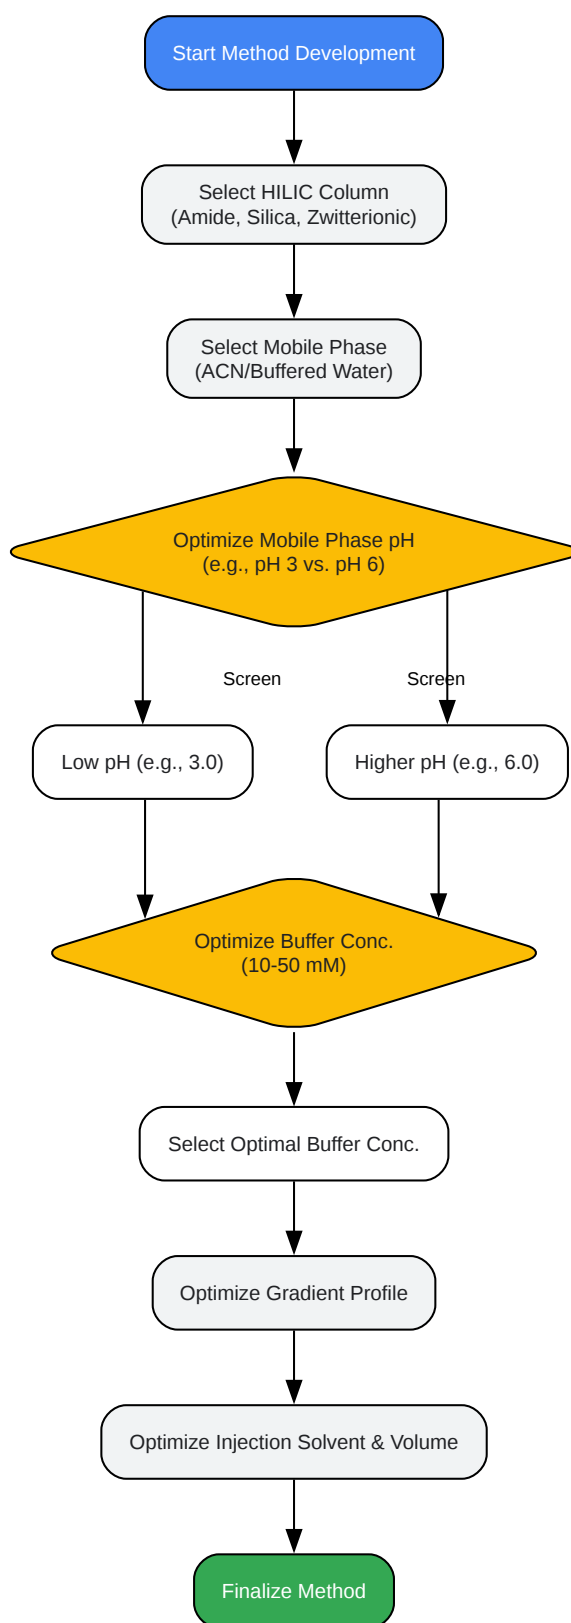 Start Method Development
Select HILIC Column
(Amide, Silica, Zwitterionic)
Select Mobile Phase
(ACN/Buffered Water)
Optimize Mobile Phase pH
(e.g., pH 3 vs. pH 6)
Screen
Screen
Low pH (e.g., 3.0)
Higher pH (e.g., 6.0)
Optimize Buffer Conc.
(10-50 mM)
Select Optimal Buffer Conc.
Optimize Gradient Profile
Optimize Injection Solvent & Volume
Finalize Method